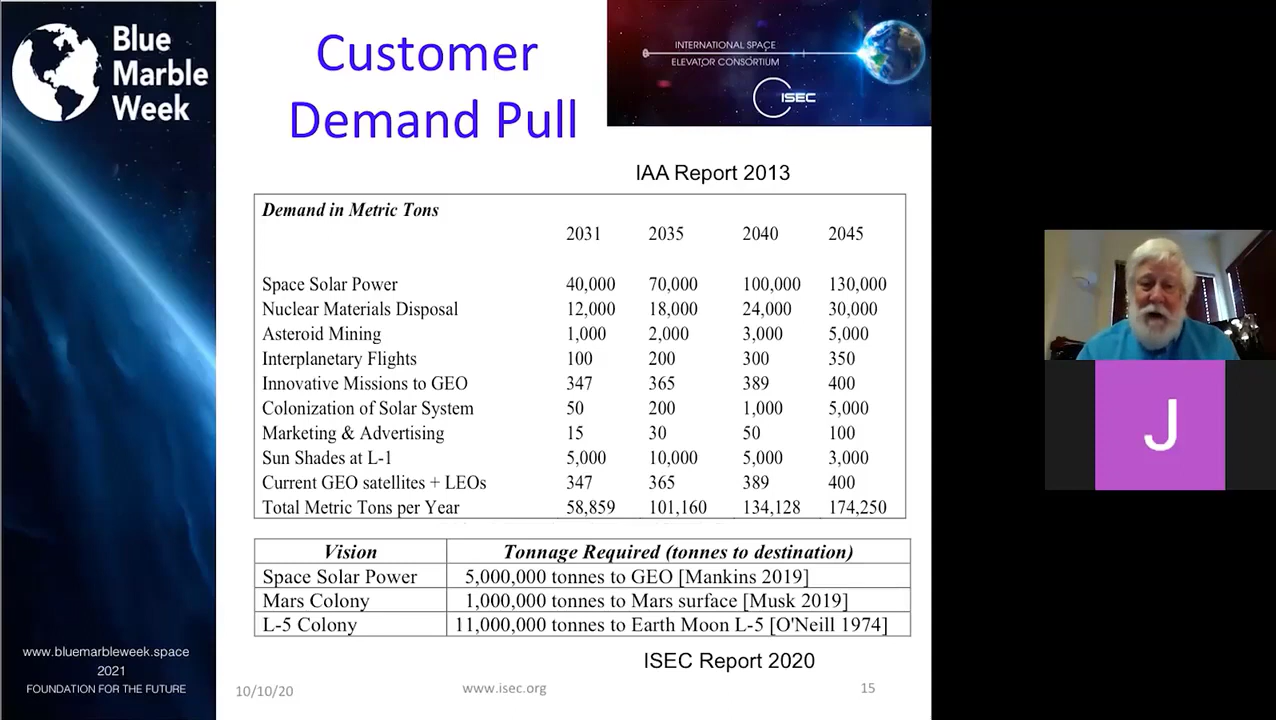 Blue
Marble
Week
Customer
Demand Pull
INTERNATIONAL SPACE
ELEVATOR CONSORTIUM
ISEC
IAA Report 2013
Demand in Metric Tons
2031 2035 2040 2045
Space Solar Power 40,000 70,000 100,000 130,000
Nuclear Materials Disposal 12,000 18,000 24,000 30,000
Asteroid Mining 1,000 2,000 3,000 5,000
Interplanetary Flights 100 200 300 350
Innovative Missions to GEO 347 365 389 400
Colonization of Solar System 50 200 1,000 5,000
Marketing & Advertising 15 30 50 100
Sun Shades at L-1 5,000 10,000 5,000 3,000
Current GEO satellites + LEOs 347 365 389 400
Total Metric Tons per Year 58,859 101,160 134,128 174,250
Vision Tonnage Required (tonnes to destination)
Space Solar Power 5,000,000 tonnes to GEO [Mankins 2019]
Mars Colony 1,000,000 tonnes to Mars surface [Musk 2019]
L-5 Colony 11,000,000 tonnes to Earth Moon L-5 [O'Neill 1974]
ISEC Report 2020
10/10/20 www.isec.org 15
www.bluemarbleweek.space
2021
FOUNDATION FOR THE FUTURE
J